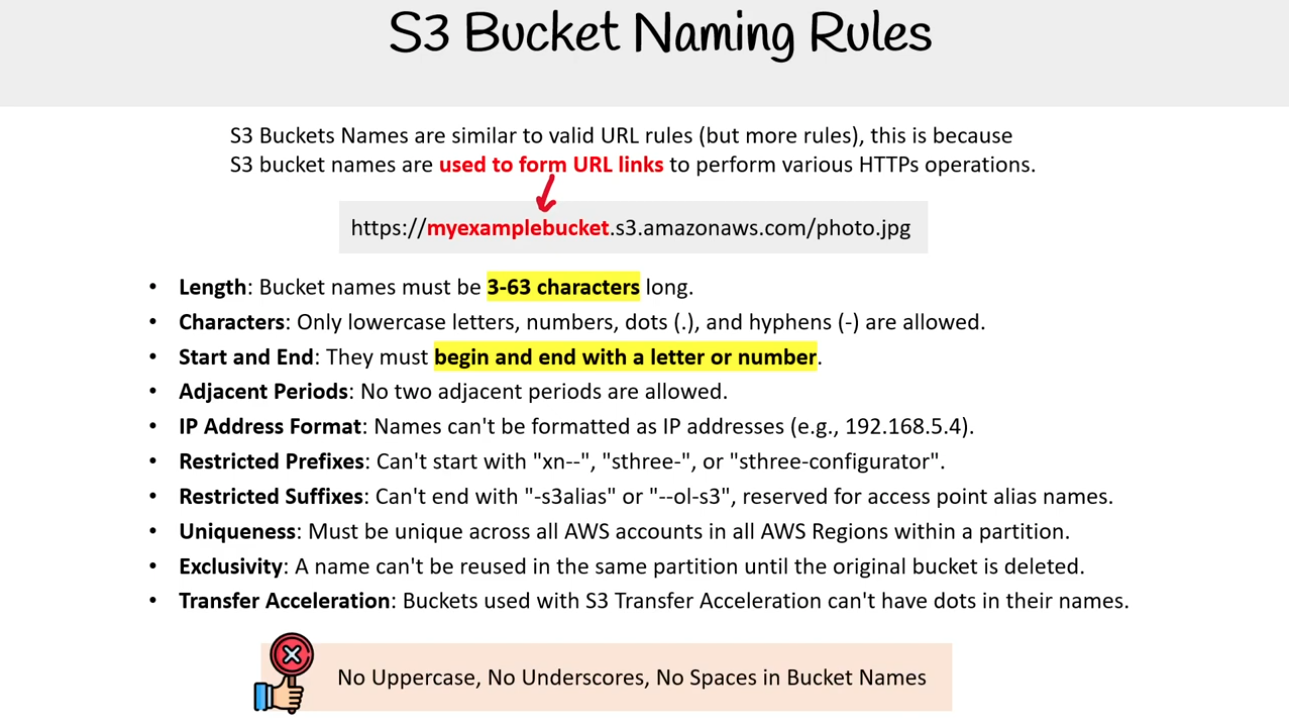 S3 Bucket Naming Rules
S3 Buckets Names are similar to valid URL rules (but more rules), this is because
S3 bucket names are used to form URL links to perform various HTTPs operations.
https://myexamplebucket.s3.amazonaws.com/photo.jpg
• Length: Bucket names must be 3-63 characters long.
• Characters: Only lowercase letters, numbers, dots (.), and hyphens (-) are allowed.
• Start and End: They must begin and end with a letter or number.
• Adjacent Periods: No two adjacent periods are allowed.
• IP Address Format: Names can't be formatted as IP addresses (e.g., 192.168.5.4).
• Restricted Prefixes: Can't start with "xn--", "sthree-", or "sthree-configurator".
• Restricted Suffixes: Can't end with "-s3alias" or "--ol-s3", reserved for access point alias names.
• Uniqueness: Must be unique across all AWS accounts in all AWS Regions within a partition.
• Exclusivity: A name can't be reused in the same partition until the original bucket is deleted.
• Transfer Acceleration: Buckets used with S3 Transfer Acceleration can't have dots in their names.
No Uppercase, No Underscores, No Spaces in Bucket Names